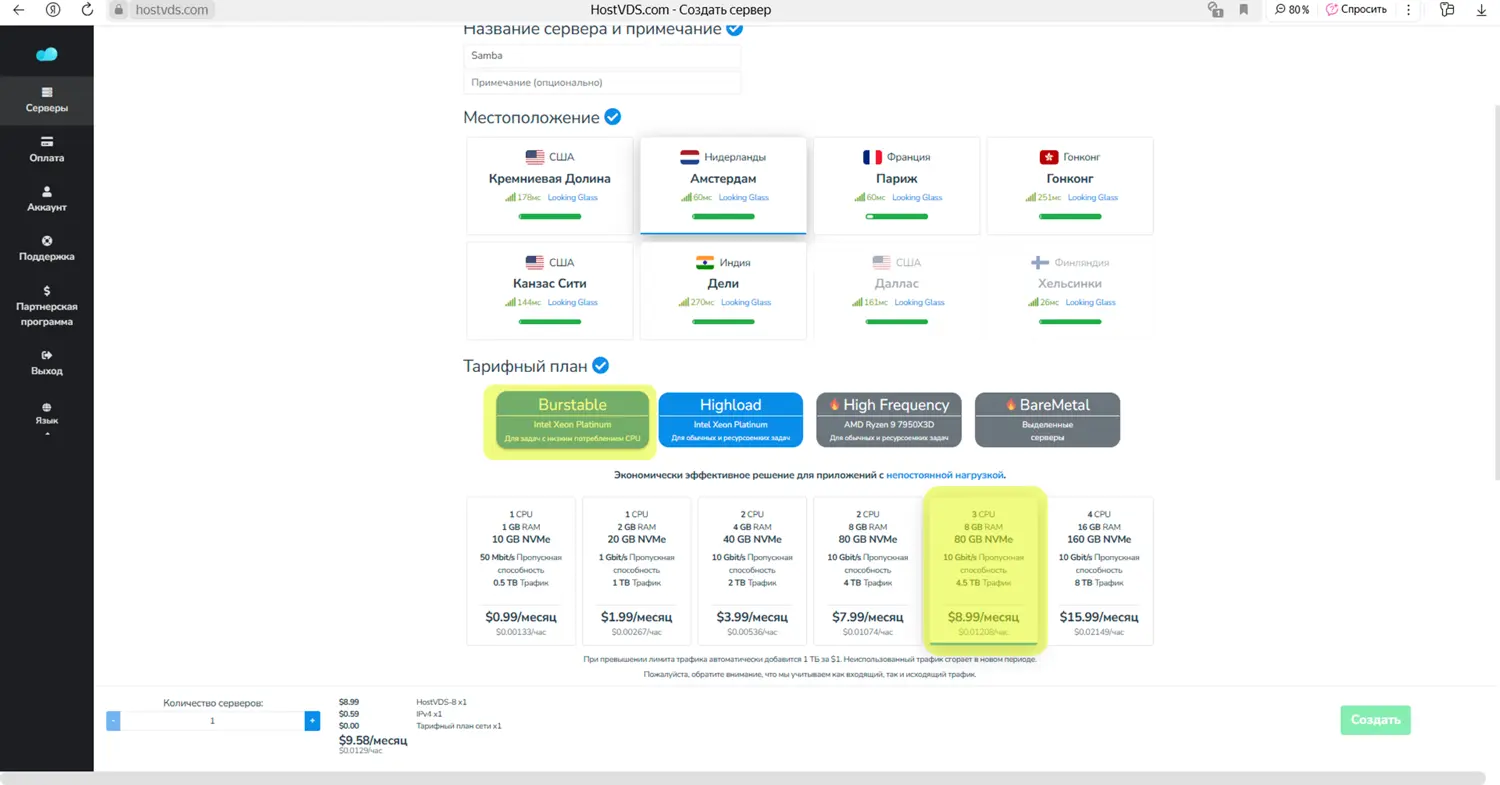 hostvds.com
HostVDS.com - Создать сервер
80 %
Спросить
Серверы
Оплата
Аккаунт
Поддержка
Партнерская
программа
Выход
Язык
Название сервера и примечание
Samba
Примечание (опционально)
Местоположение
США
Кремниевая Долина
178мс Looking Glass
Нидерланды
Амстердам
60мс Looking Glass
Франция
Париж
60мс Looking Glass
Гонконг
Гонконг
251мс Looking Glass
США
Канзас Сити
144мс Looking Glass
Индия
Дели
270мс Looking Glass
США
Даллас
161мс Looking Glass
Финляндия
Хельсинки
26мс Looking Glass
Тарифный план
Burstable
Intel Xeon Platinum
Для задач с низким потреблением CPU
Highload
Intel Xeon Platinum
Для обычных и ресурсоемких задач
High Frequency
AMD Ryzen 9 7950X3D
Для обычных и ресурсоемких задач
BareMetal
Выделенные
серверы
Экономически эффективное решение для приложений с непостоянной нагрузкой.
1 CPU
1 GB RAM
10 GB NVMe
50 Mbit/s Пропускная
способность
0.5 TB Трафик
$0.99/месяц
$0.00133/час
1 CPU
2 GB RAM
20 GB NVMe
1 Gbit/s Пропускная
способность
1 TB Трафик
$1.99/месяц
$0.00267/час
2 CPU
4 GB RAM
40 GB NVMe
10 Gbit/s Пропускная
способность
2 TB Трафик
$3.99/месяц
$0.00536/час
2 CPU
8 GB RAM
80 GB NVMe
10 Gbit/s Пропускная
способность
4 TB Трафик
$7.99/месяц
$0.01074/час
3 CPU
8 GB RAM
80 GB NVMe
10 Gbit/s Пропускная
способность
4.5 TB Трафик
$8.99/месяц
$0.01208/час
4 CPU
16 GB RAM
160 GB NVMe
10 Gbit/s Пропускная
способность
8 TB Трафик
$15.99/месяц
$0.02149/час
При превышении лимита трафика автоматически добавится 1 ТБ за $1. Неиспользованный трафик сгорает в новом периоде.
Пожалуйста, обратите внимание, что мы учитываем как входящий, так и исходящий трафик.
Количество серверов:
- 1 +
$8.99 HostVDS-8 x1
$0.59 IPv4 x1
$0.00 Тарифный план сети x1
$9.58/месяц
$0.0129/час
Создать